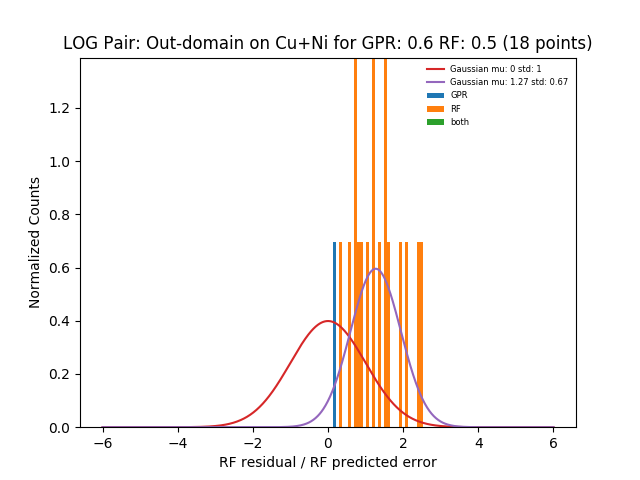 LOG Pair: Out-domain on Cu+Ni for GPR: 0.6 RF: 0.5 (18 points)
Gaussian mu: 0 std: 1
Gaussian mu: 1.27 std: 0.67
GPR
RF
both
Normalized Counts
1.2
1.0
0.8
0.6
0.4
0.2
0.0
−6 −4 −2 0 2 4 6
RF residual / RF predicted error